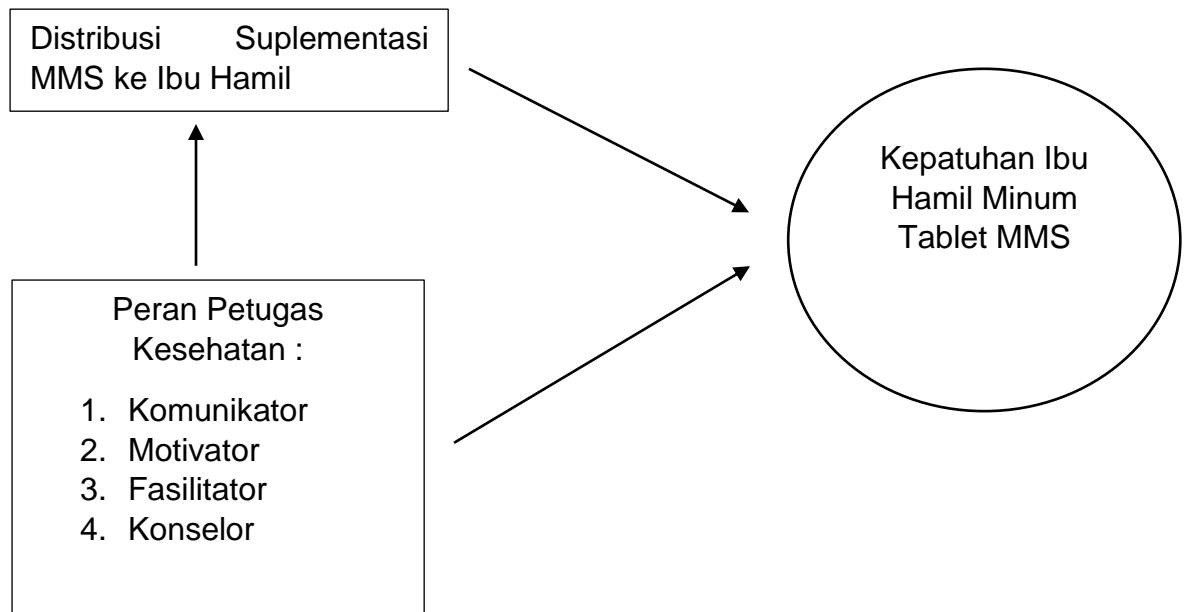 Distribusi Suplementasi
MMS ke Ibu Hamil
Kepatuhan Ibu
Hamil Minum
Tablet MMS
Peran Petugas
Kesehatan :
1. Komunikator
2. Motivator
3. Fasilitator
4. Konselor